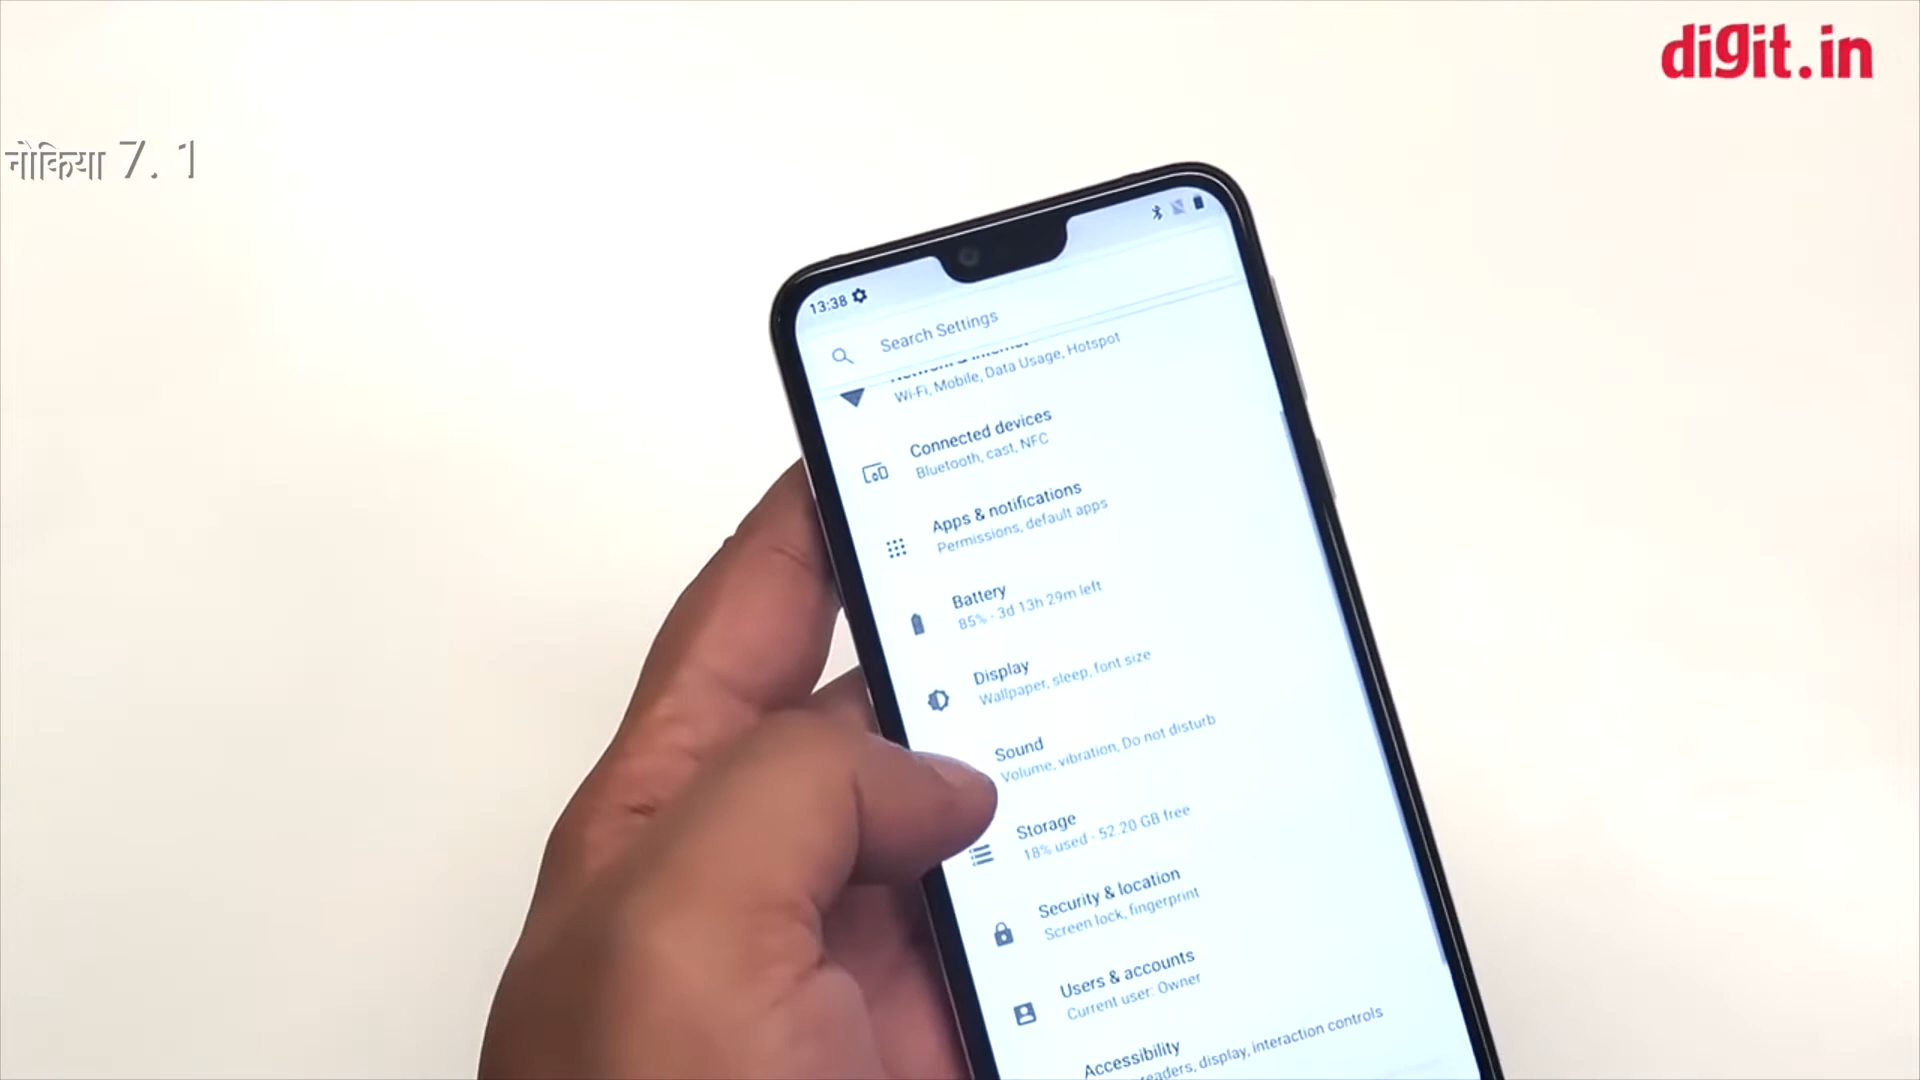 digit.in
नोकिया 7.1
13:38
Search Settings
Network & Internet
Wi-Fi, Mobile, Data Usage, Hotspot
Connected devices
Bluetooth, cast, NFC
Apps & notifications
Permissions, default apps
Battery
85% - 3d 13h 29m left
Display
Wallpaper, sleep, font size
Sound
Volume, vibration, Do not disturb
Storage
18% used - 52.20 GB free
Security & location
Screen lock, fingerprint
Users & accounts
Current user: Owner
Accessibility
readers, display, interaction controls